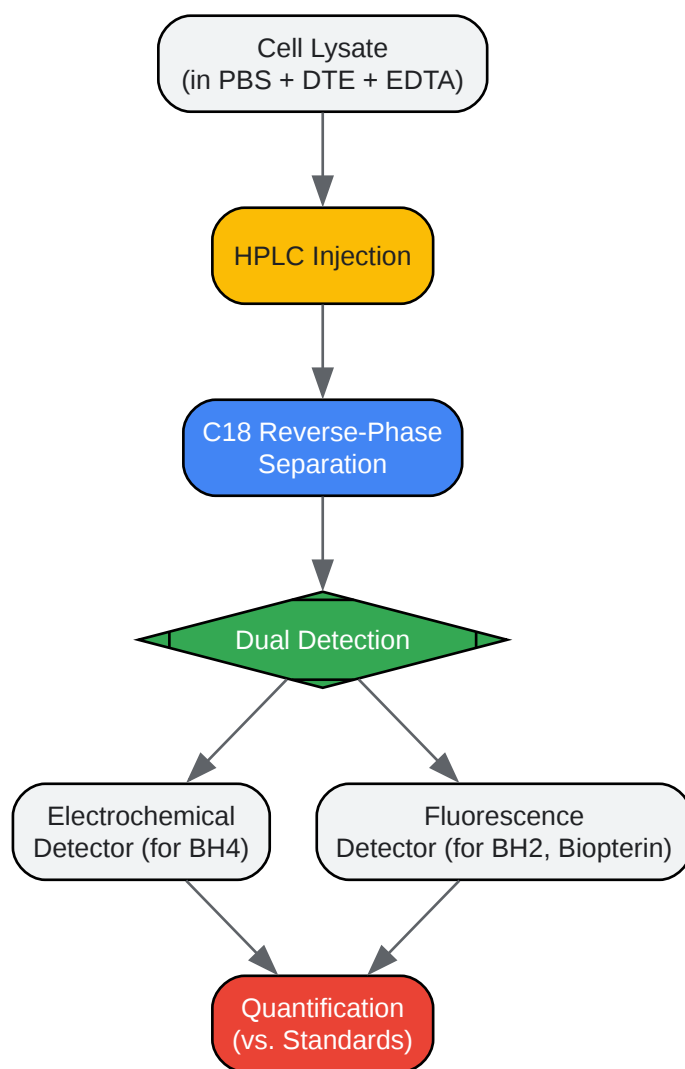 Cell Lysate
(in PBS + DTE + EDTA)
HPLC Injection
C18 Reverse-Phase
Separation
Dual Detection
Electrochemical
Detector (for BH4)
Fluorescence
Detector (for BH2, Biopterin)
Quantification
(vs. Standards)